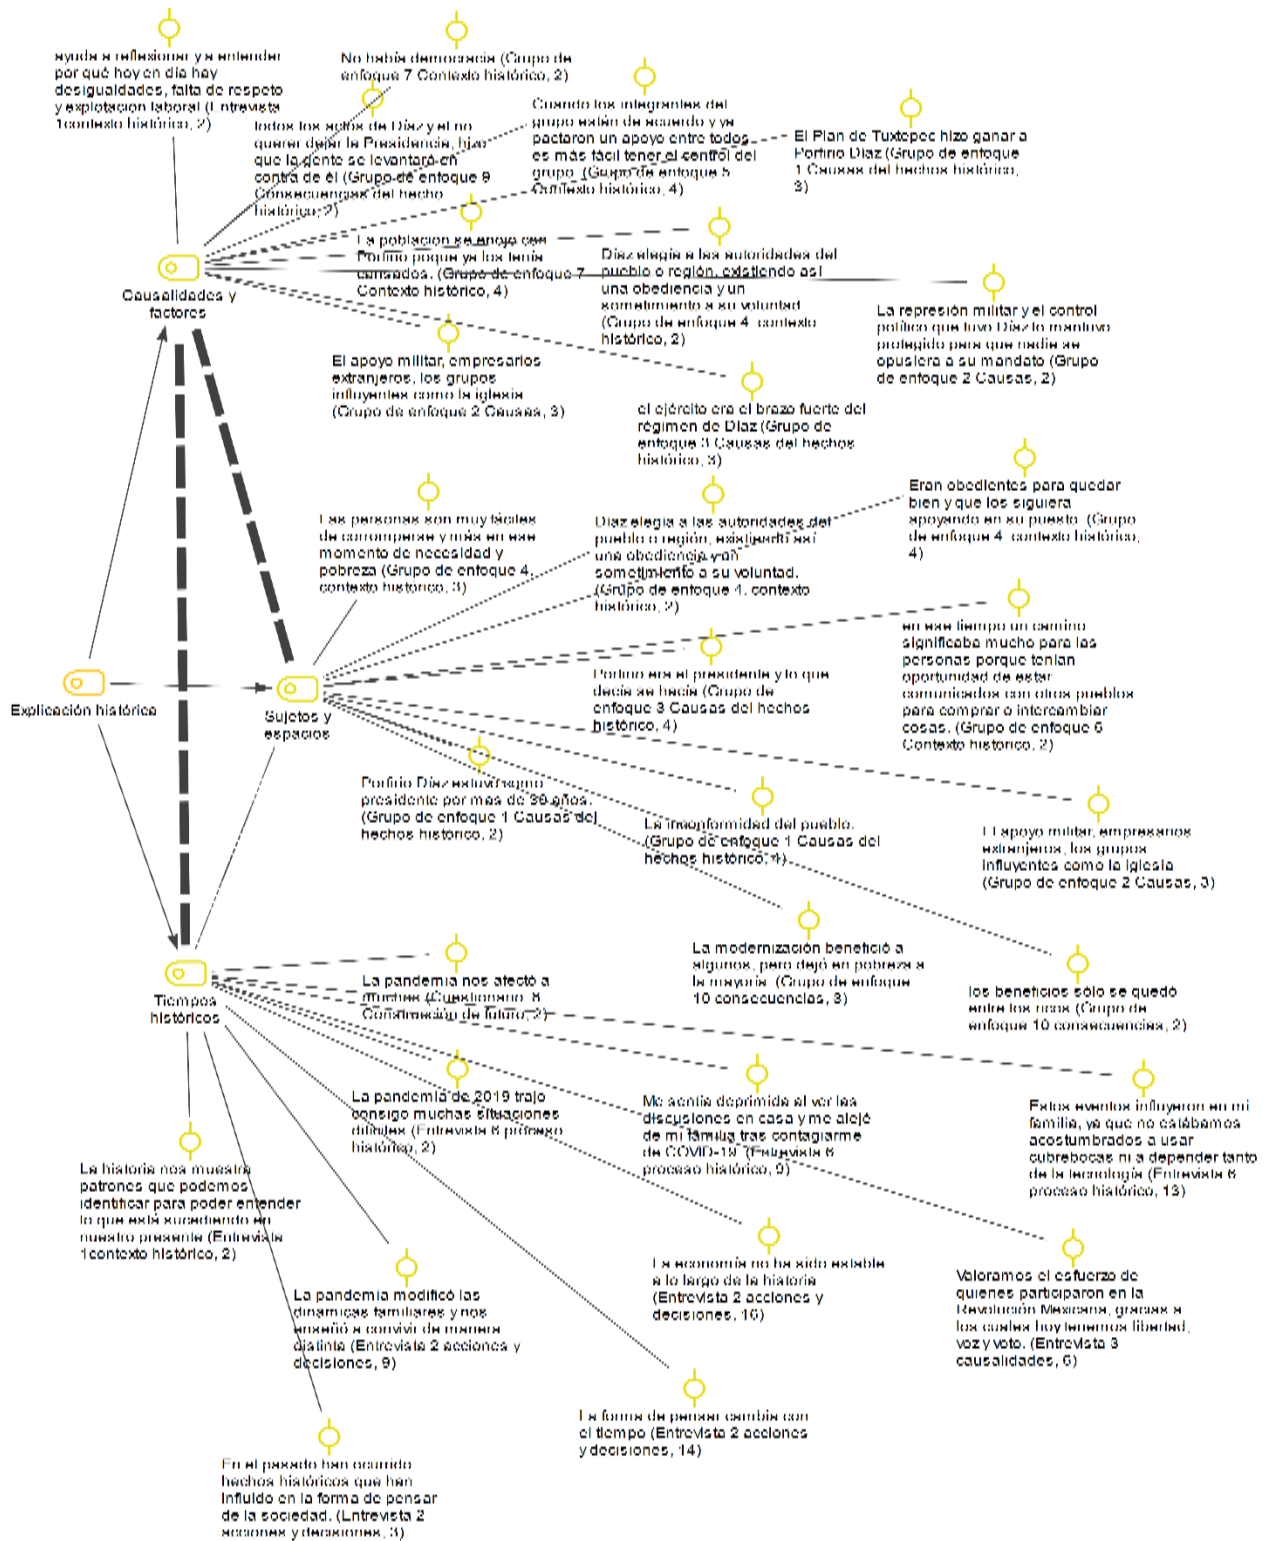 ayuda a reflexionar y a entender
por qué hoy en día hay
desigualdades, falta de respeto
y explotacion laboral (Entrevista
1contexto histórico, 2)
No había democracia (Grupo de
enfoque 7 Contexto histórico, 2)
todos los actos de Díaz y el no
querer dejar la Presidencia, hizo
que la gente se levantará en
contra de él (Grupo de enfoque 9
Consecuencias del hecho
histórico, 2)
Cuando los integrantes del
grupo están de acuerdo y ya
pactaron un apoyo entre todos
es más fácil tener el control del
grupo (Grupo de enfoque 5
Contexto histórico, 4)
El Plan de Tuxtepec hizo ganar a
Porfirio Díaz (Grupo de enfoque
1 Causas del hechos histórico,
3)
Causalidades y
factores
La población se enojo con
Porfirio poque ya los tenía
cansados. (Grupo de enfoque 7
Contexto histórico, 4)
Díaz elegía a las autoridades del
pueblo o región, existiendo así
una obediencia y un
sometimiento a su voluntad
(Grupo de enfoque 4 contexto
histórico, 2)
La represión militar y el control
político que tuvo Díaz lo mantuvo
protegido para que nadie se
opusiera a su mandato (Grupo
de enfoque 2 Causas, 2)
El apoyo militar, empresarios
extranjeros, los grupos
influyentes como la iglesia
(Grupo de enfoque 2 Causas, 3)
el ejército era el brazo fuerte del
régimen de Díaz (Grupo de
enfoque 3 Causas del hechos
histórico, 3)
Las personas son muy fáciles
de corromperse y más en ese
momento de necesidad y
pobreza (Grupo de enfoque 4.
contexto histórico, 3)
Díaz elegía a las autoridades del
pueblo o región, existiendo así
una obediencia y un
sometimiento a su voluntad.
(Grupo de enfoque 4. contexto
histórico, 2)
Eran obedientes para quedar
bien y que los siguiera
apoyando en su puesto (Grupo
de enfoque 4 contexto histórico,
4)
Explicación histórica
Sujetos y
espacios
Porfirio era el presidente y lo que
decía se hacía (Grupo de
enfoque 3 Causas del hechos
histórico, 4)
en ese tiempo un camino
significaba mucho para las
personas porque tenían
oportunidad de estar
comunicados con otros pueblos
para comprar o intercambiar
cosas. (Grupo de enfoque 6
Contexto histórico, 2)
Porfirio Díaz estuvo como
presidente por mas de 30 años.
(Grupo de enfoque 1 Causas del
hechos histórico, 2)
La inconformidad del pueblo.
(Grupo de enfoque 1 Causas del
hechos histórico, 4)
El apoyo militar, empresarios
extranjeros, los grupos
influyentes como la iglesia
(Grupo de enfoque 2 Causas, 3)
La modernización benefició a
algunos, pero dejó en pobreza a
la mayoría (Grupo de enfoque
10 consecuencias, 3)
los beneficios sólo se quedó
entre los ricos (Grupo de
enfoque 10 consecuencias, 2)
Tiempos
históricos
La pandemia nos afectó a
muchos (Cuestionario 8
Construcción de futuro, 2)
La pandemia de 2019 trajo
consigo muchas situaciones
difíciles (Entrevista 6 proceso
histórico, 2)
Me sentía deprimida al ver las
discusiones en casa y me alejé
de mi familia tras contagiarme
de COVID-19 (Entrevista 6
proceso histórico, 9)
Estos eventos influyeron en mi
familia, ya que no estábamos
acostumbrados a usar
cubrebocas ni a depender tanto
de la tecnología (Entrevista 6
proceso histórico, 13)
La historia nos muestra
patrones que podemos
identificar para poder entender
lo que está sucediendo en
nuestro presente (Entrevista
1contexto histórico, 2)
La pandemia modificó las
dinámicas familiares y nos
enseñó a convivir de manera
distinta (Entrevista 2 acciones y
decisiones, 9)
La economía no ha sido estable
a lo largo de la historia
(Entrevista 2 acciones y
decisiones, 16)
Valoramos el esfuerzo de
quienes participaron en la
Revolución Mexicana, gracias a
los cuales hoy tenemos libertad,
voz y voto. (Entrevista 3
causalidades, 6)
La forma de pensar cambia con
el tiempo (Entrevista 2 acciones
y decisiones, 14)
En el pasado han ocurrido
hechos históricos que han
influido en la forma de pensar
de la sociedad. (Entrevista 2
acciones y decisiones, 3)